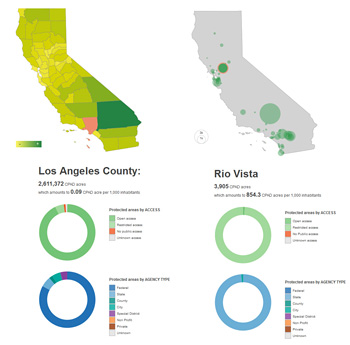 Los Angeles County:
2,611,372 CPAD acres
which amounts to 0.09 CPAD acre per 1,000 inhabitants
Protected areas by ACCESS
Open access
Restricted access
No public access
Unknown access
Protected areas by AGENCY TYPE
Federal
State
County
City
Special District
Non Profit
Private
Unknown
Rio Vista
3,905 CPAD acres
which amounts to 854.3 CPAD acres per 1,000 inhabitants
Protected areas by ACCESS
Open access
Restricted access
No Public access
Unknown access
Protected areas by AGENCY TYPE
Federal
State
County
City
Special District
Non Profit
Private
Unknown